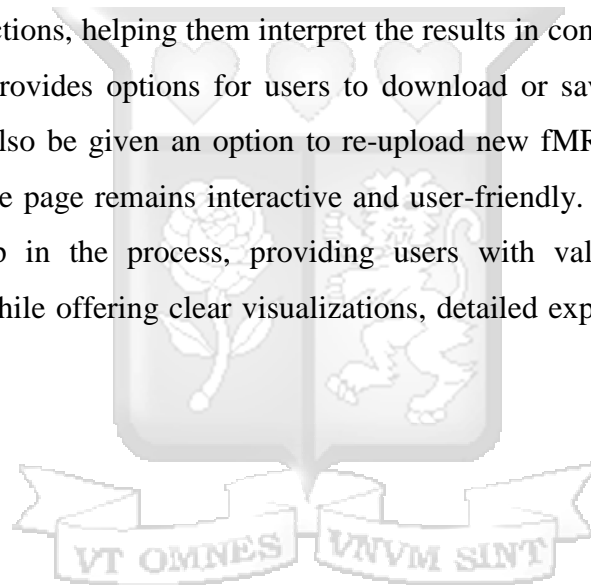 ctions, helping them interpret the results in con
rovides options for users to download or sav
lso be given an option to re-upload new fMR
e page remains interactive and user-friendly.
p in the process, providing users with val
hile offering clear visualizations, detailed exp
VT OMNES VNVM SINT